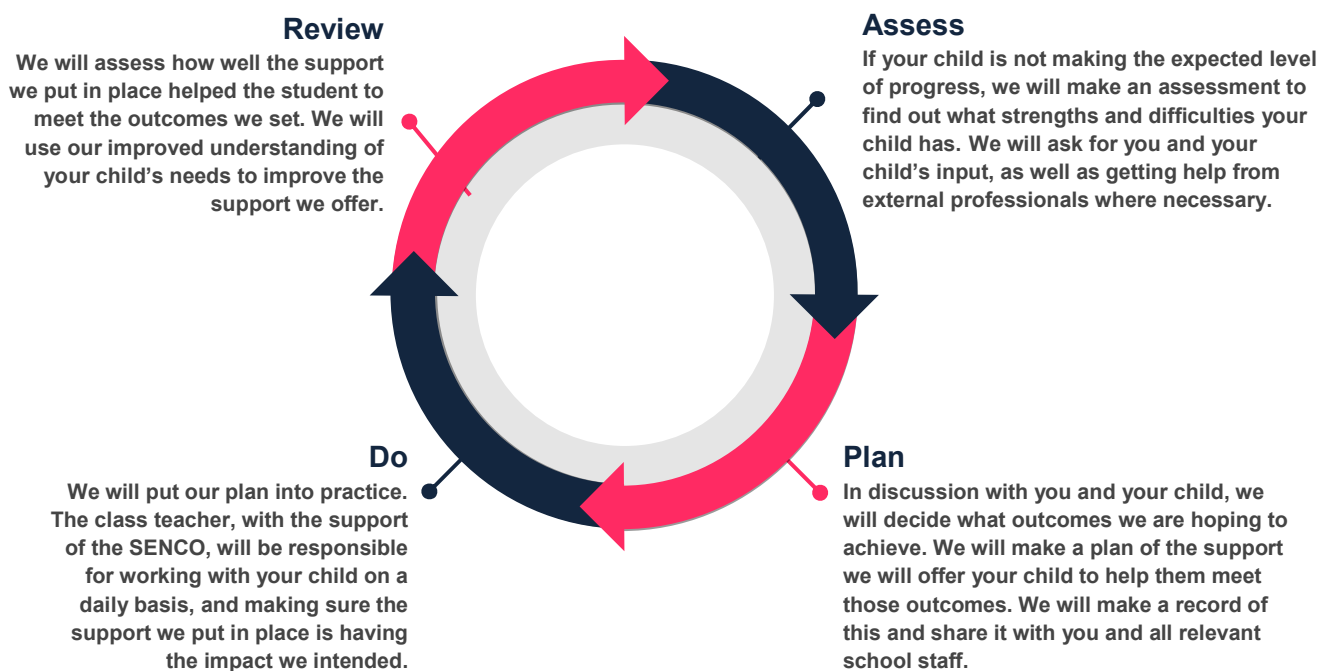 Review
We will assess how well the support
we put in place helped the student to
meet the outcomes we set. We will
use our improved understanding of
your child’s needs to improve the
support we offer.
Assess
If your child is not making the expected level
of progress, we will make an assessment to
find out what strengths and difficulties your
child has. We will ask for you and your
child’s input, as well as getting help from
external professionals where necessary.
Do
We will put our plan into practice.
The class teacher, with the support
of the SENCO, will be responsible
for working with your child on a
daily basis, and making sure the
support we put in place is having
the impact we intended.
Plan
In discussion with you and your child, we
will decide what outcomes we are hoping to
achieve. We will make a plan of the support
we will offer your child to help them meet
those outcomes. We will make a record of
this and share it with you and all relevant
school staff.